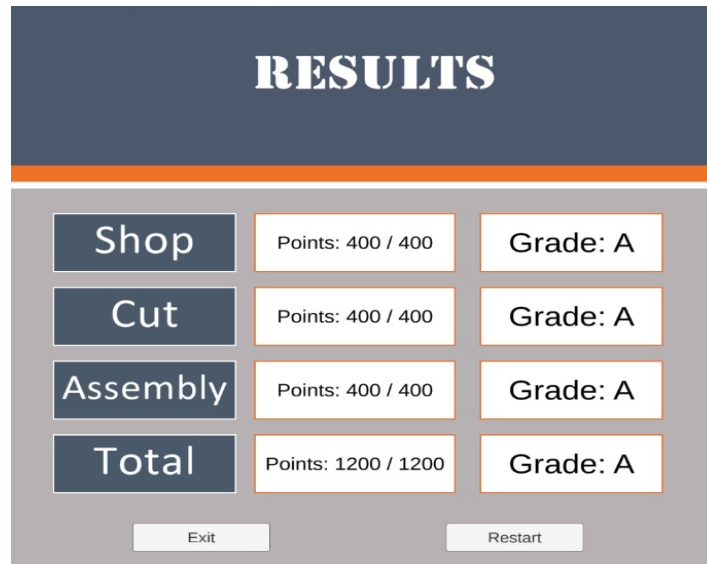 RESULTS
Shop Points: 400 / 400 Grade: A
Cut Points: 400 / 400 Grade: A
Assembly Points: 400 / 400 Grade: A
Total Points: 1200 / 1200 Grade: A
Exit Restart